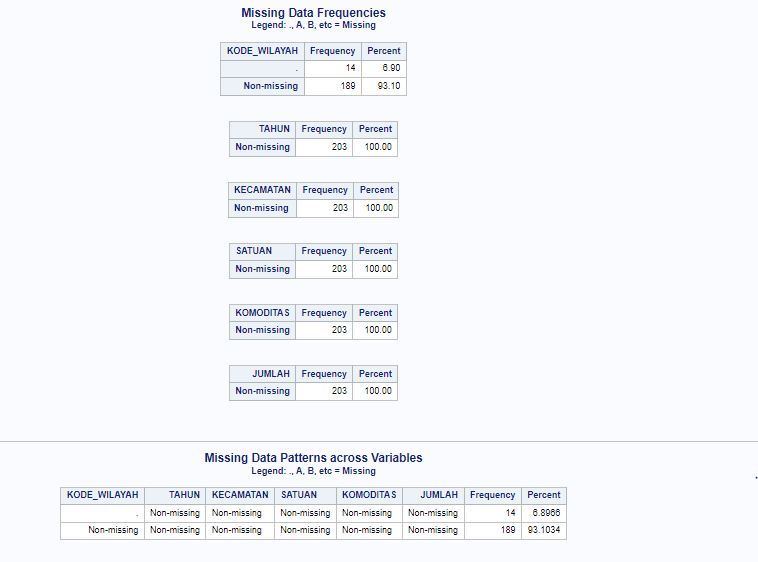 Missing Data Frequencies
Legend: ., A, B, etc = Missing
KODE_WILAYAH Frequency Percent
. 14 6.90
Non-missing 189 93.10
TAHUN Frequency Percent
Non-missing 203 100.00
KECAMATAN Frequency Percent
Non-missing 203 100.00
SATUAN Frequency Percent
Non-missing 203 100.00
KOMODITAS Frequency Percent
Non-missing 203 100.00
JUMLAH Frequency Percent
Non-missing 203 100.00
Missing Data Patterns across Variables
Legend: ., A, B, etc = Missing
KODE_WILAYAH TAHUN KECAMATAN SATUAN KOMODITAS JUMLAH Frequency Percent
. Non-missing Non-missing Non-missing Non-missing Non-missing 14 6.8966
Non-missing Non-missing Non-missing Non-missing Non-missing Non-missing 189 93.1034